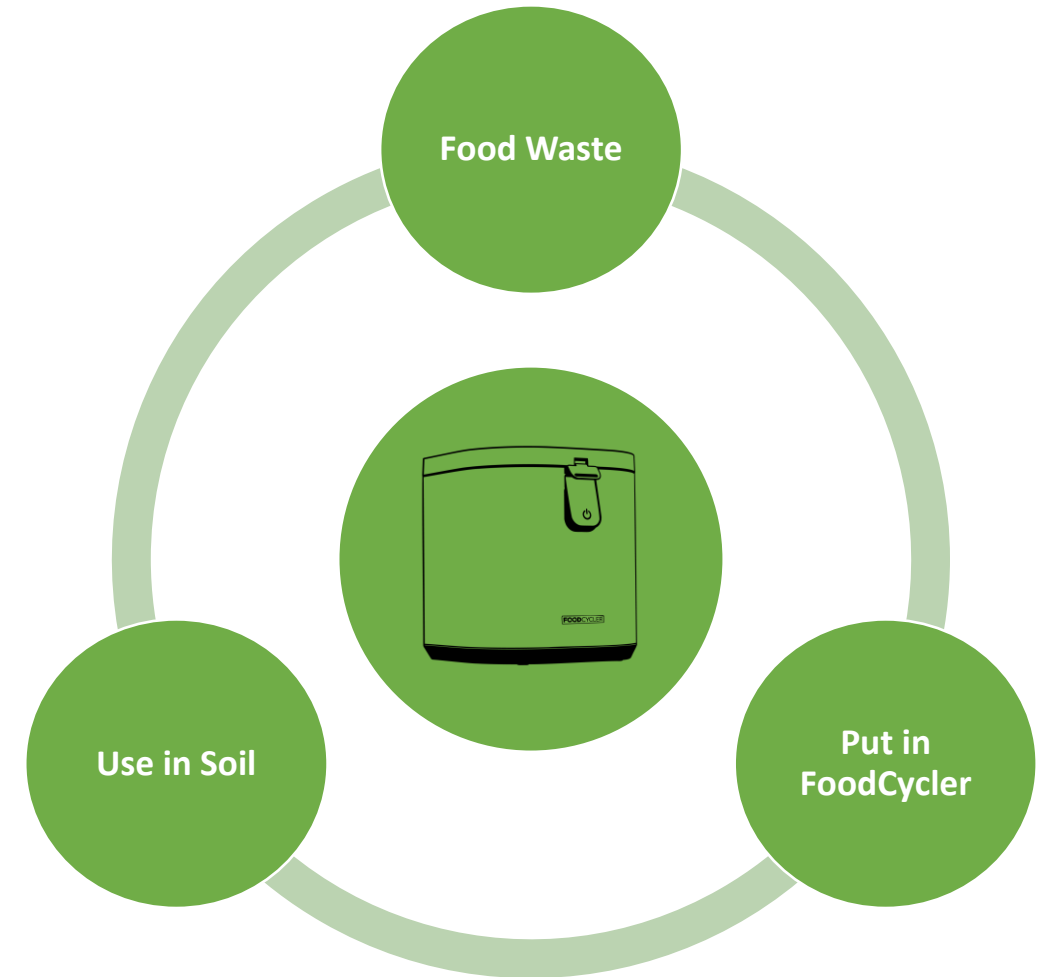 Food Waste
FOODCYCLER
Use in Soil
Put in
FoodCycler